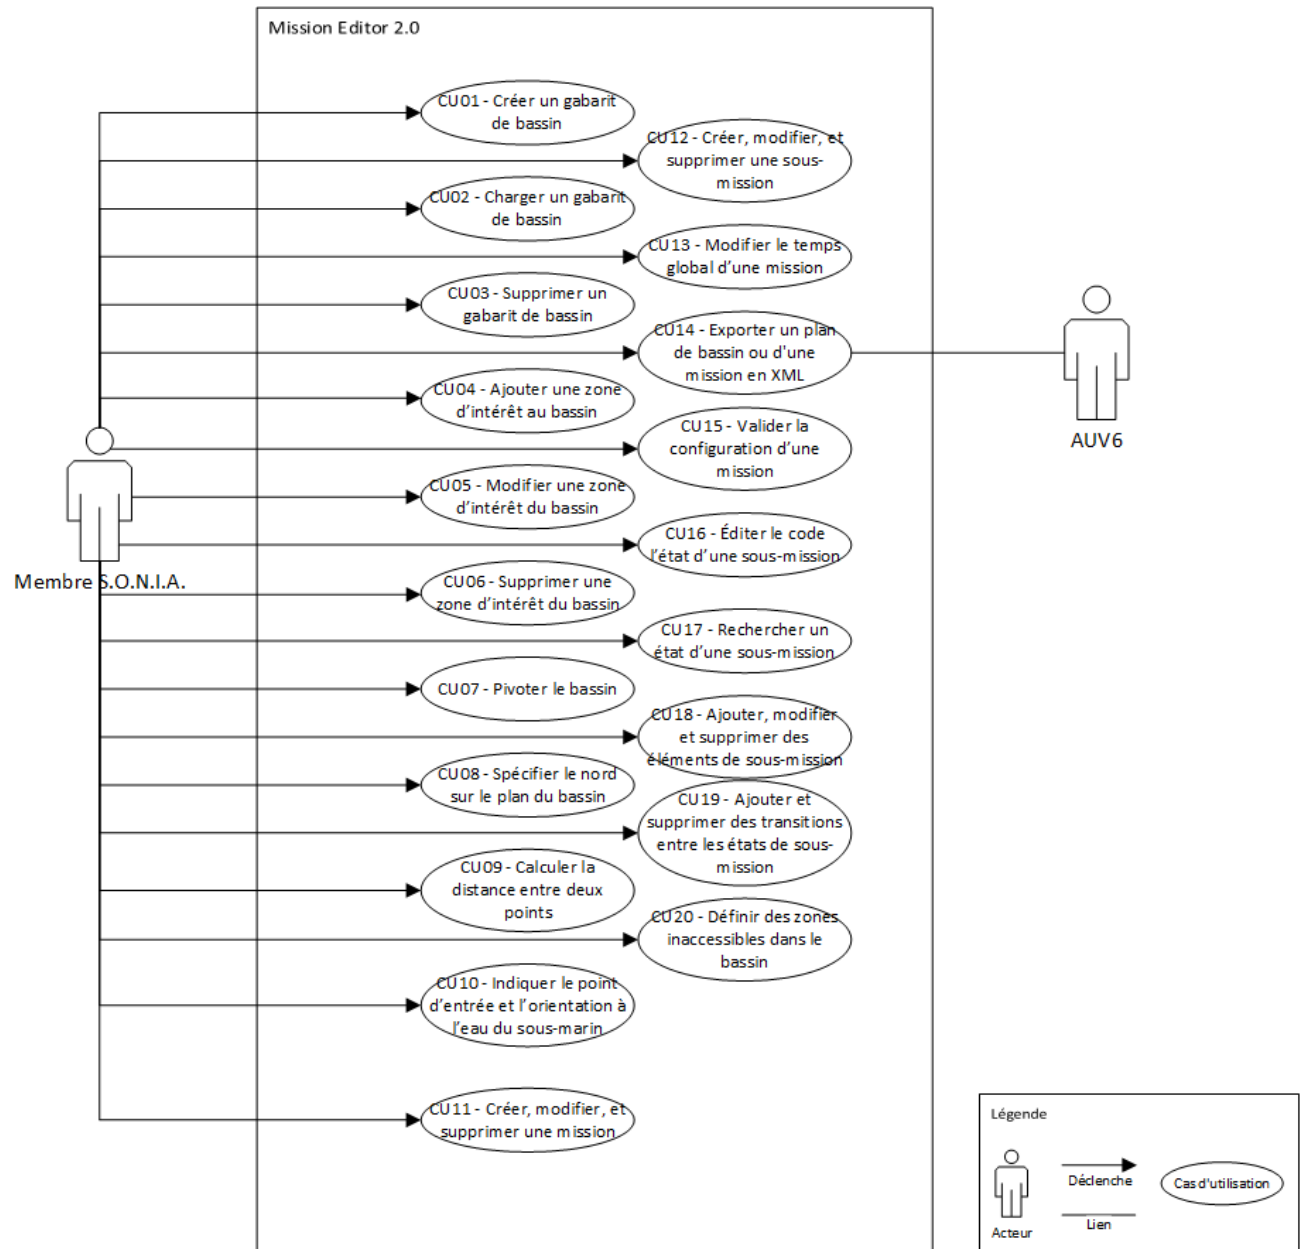 Mission Editor 2.0
CU01 - Créer un gabarit
de bassin
CU12 - Créer, modifier, et
supprimer une sous-
mission
CU02 - Charger un gabarit
de bassin
CU13 - Modifier le temps
global d’une mission
CU03 - Supprimer un
gabarit de bassin
CU14 - Exporter un plan
de bassin ou d'une
mission en XML
CU04 - Ajouter une zone
d’intérêt au bassin
CU15 - Valider la
configuration d’une
mission
AUV6
CU05 - Modifier une zone
d’intérêt du bassin
CU16 - Éditer le code
l’état d’une sous-mission
Membre S.O.N.I.A.
CU06 - Supprimer une
zone d’intérêt du bassin
CU17 - Rechercher un
état d’une sous-mission
CU07 - Pivoter le bassin
CU18 - Ajouter, modifier
et supprimer des
éléments de sous-mission
CU08 - Spécifier le nord
sur le plan du bassin
CU19 - Ajouter et
supprimer des transitions
entre les états de sous-
mission
CU09 - Calculer la
distance entre deux
points
CU20 - Définir des zones
inaccessibles dans le
bassin
CU10 - Indiquer le point
d’entrée et l’orientation à
l’eau du sous-marin
CU11 - Créer, modifier, et
supprimer une mission
Légende
Acteur
Déclenche
Lien
Cas d'utilisation